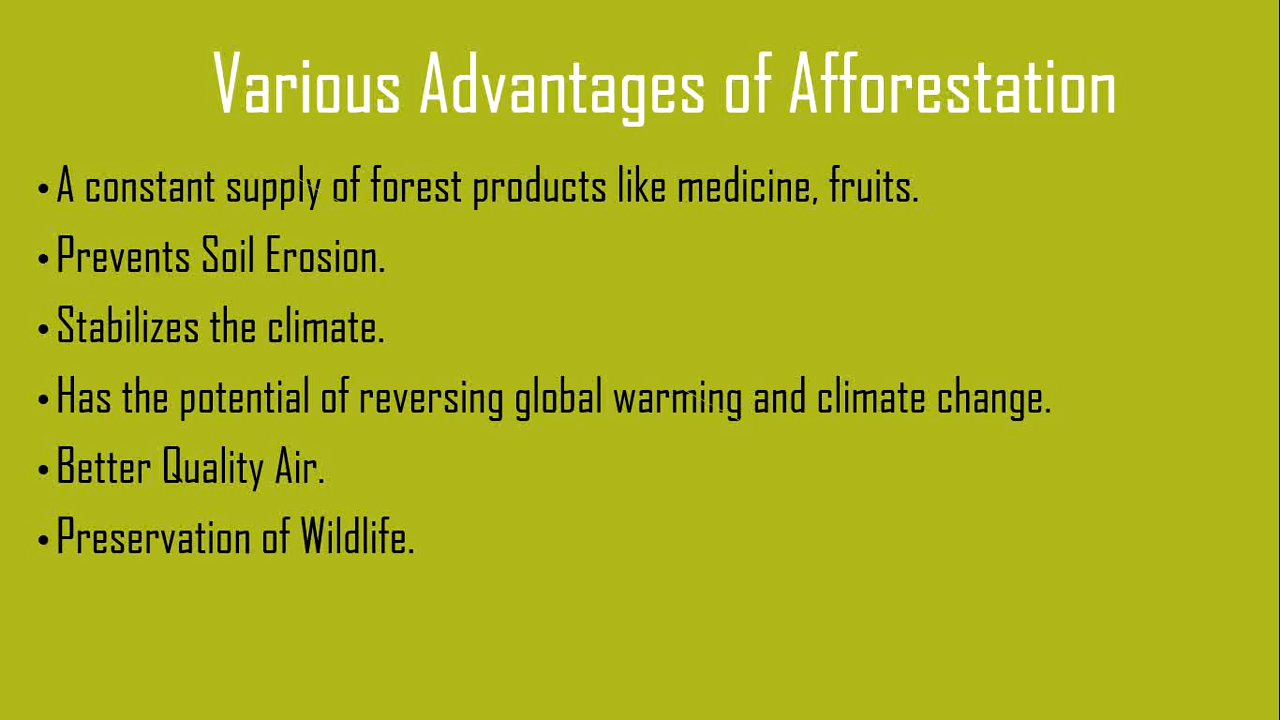 Various Advantages of Afforestation
• A constant supply of forest products like medicine, fruits.
• Prevents Soil Erosion.
• Stabilizes the climate.
• Has the potential of reversing global warming and climate change.
• Better Quality Air.
• Preservation of Wildlife.